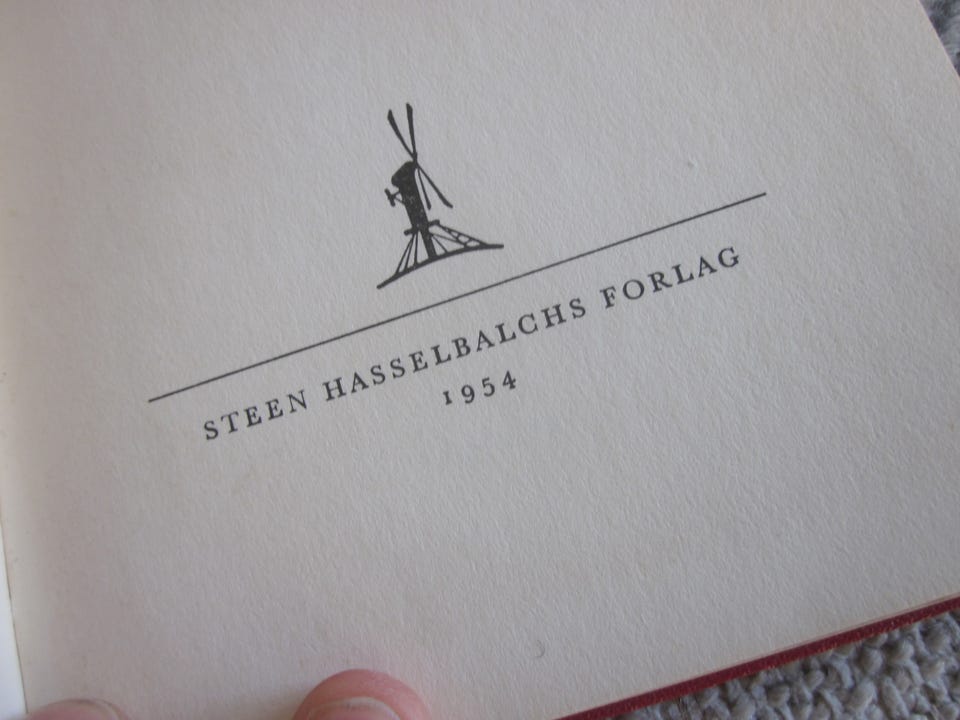 STEEN HASSELBALCHS FORLAG
1954